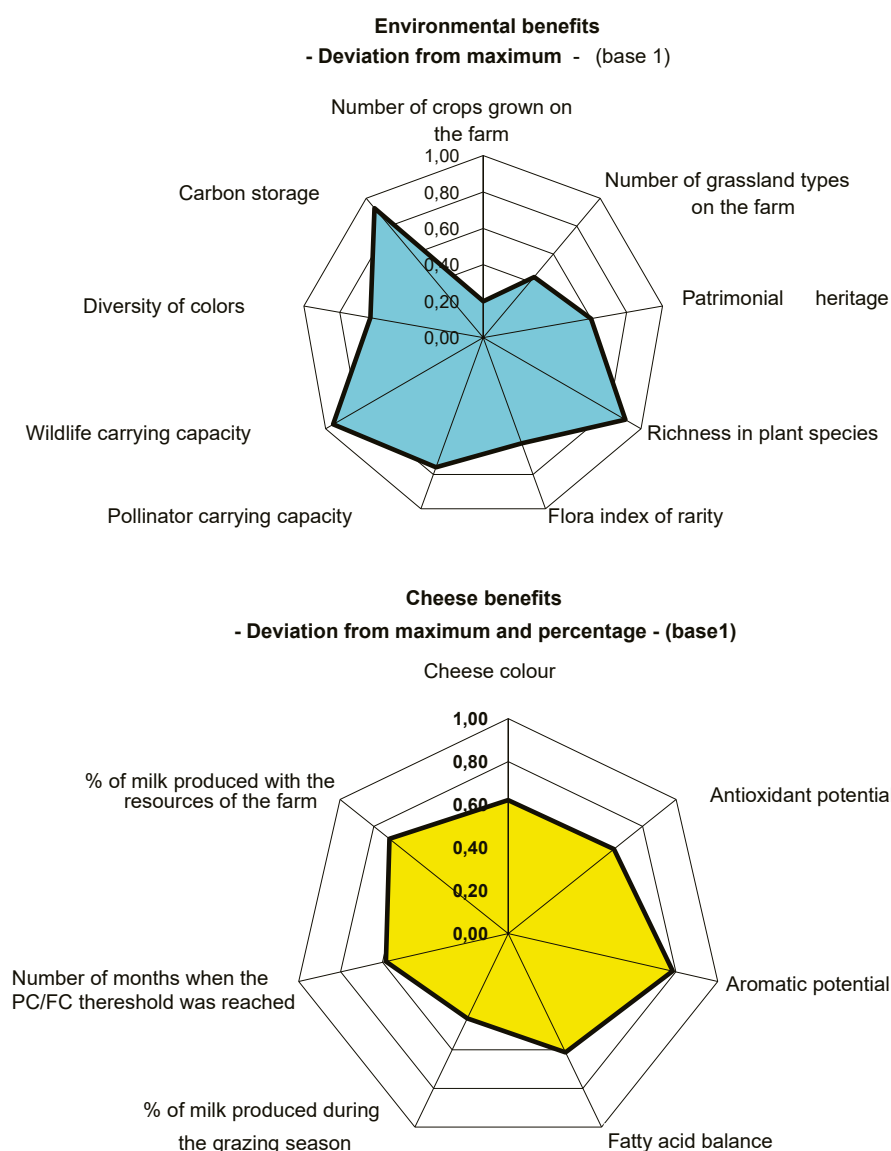 Environmental benefits
- Deviation from maximum - (base 1)
Number of crops grown on
the farm
1,00
Number of grassland types
on the farm
Carbon storage
0,80
0,60
0,40
Diversity of colors
Patrimonial heritage
0,20
0,00
Wildlife carrying capacity
Richness in plant species
Pollinator carrying capacity
Flora index of rarity
Cheese benefits
- Deviation from maximum and percentage - (base1)
Cheese colour
1,00
% of milk produced with the
resources of the farm
0,80
Antioxidant potentia
0,60
0,40
0,20
0,00
Number of months when the
PC/FC thereshold was reached
Aromatic potential
% of milk produced during
the grazing season
Fatty acid balance